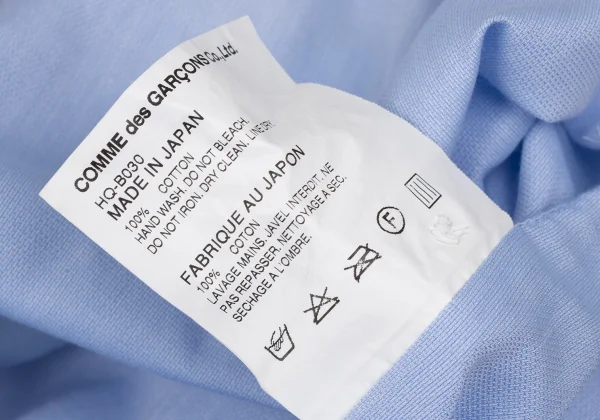 COMME des GARÇONS Co.,Ltd.
HQ-B030
MADE IN JAPAN
100% COTTON
HAND WASH. DO NOT BLEACH.
DO NOT IRON. DRY CLEAN. LINE DRY
FABRIQUE AU JAPON
100% COTON
LAVAGE MAINS, JAVEL INTERDIT, NE
PAS REPASSER, NETTOYAGE A SEC.
SECHAGE A L'OMBRE.
F